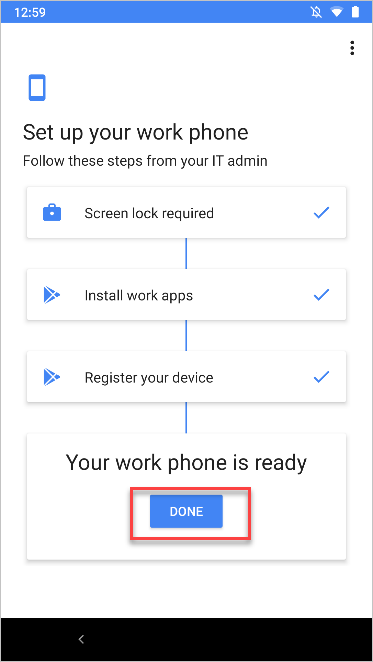 12:59
Set up your work phone
Follow these steps from your IT admin
Screen lock required
Install work apps
Register your device
Your work phone is ready
DONE